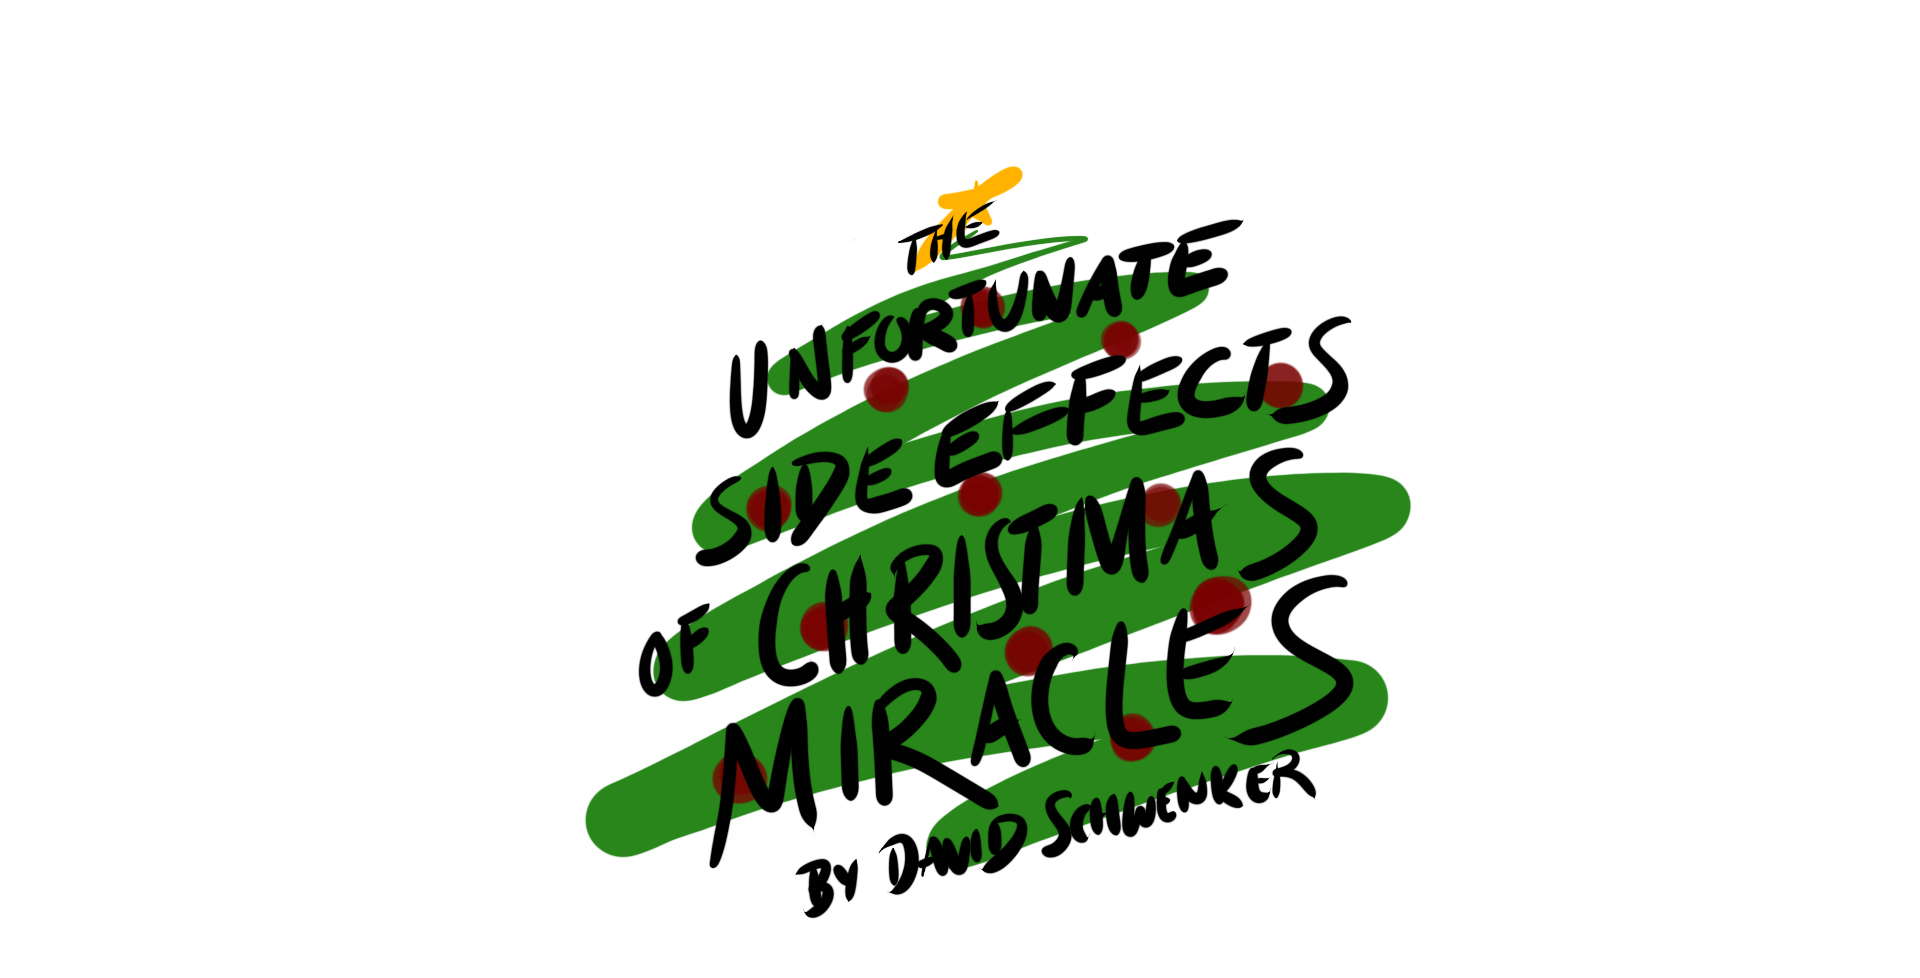 THE
UNFORTUNATE
SIDE EFFECTS
OF CHRISTMAS
MIRACLES
BY DAVID SCHWENKER